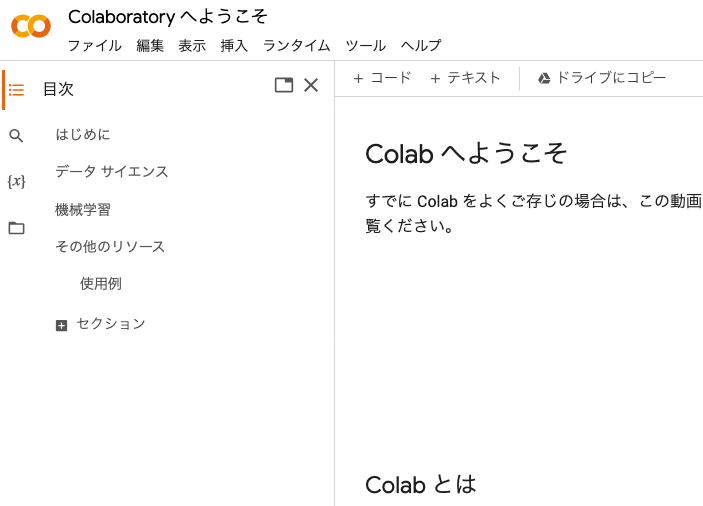 Colaboratory へようこそ
ファイル 編集 表示 挿入 ランタイム ツール ヘルプ
目次
はじめに
データ サイエンス
機械学習
その他のリソース
使用例
セクション
{x}
+ コード + テキスト ドライブにコピー
Colab へようこそ
すでに Colab をよくご存じの場合は、この動画
覧ください。
Colab とは